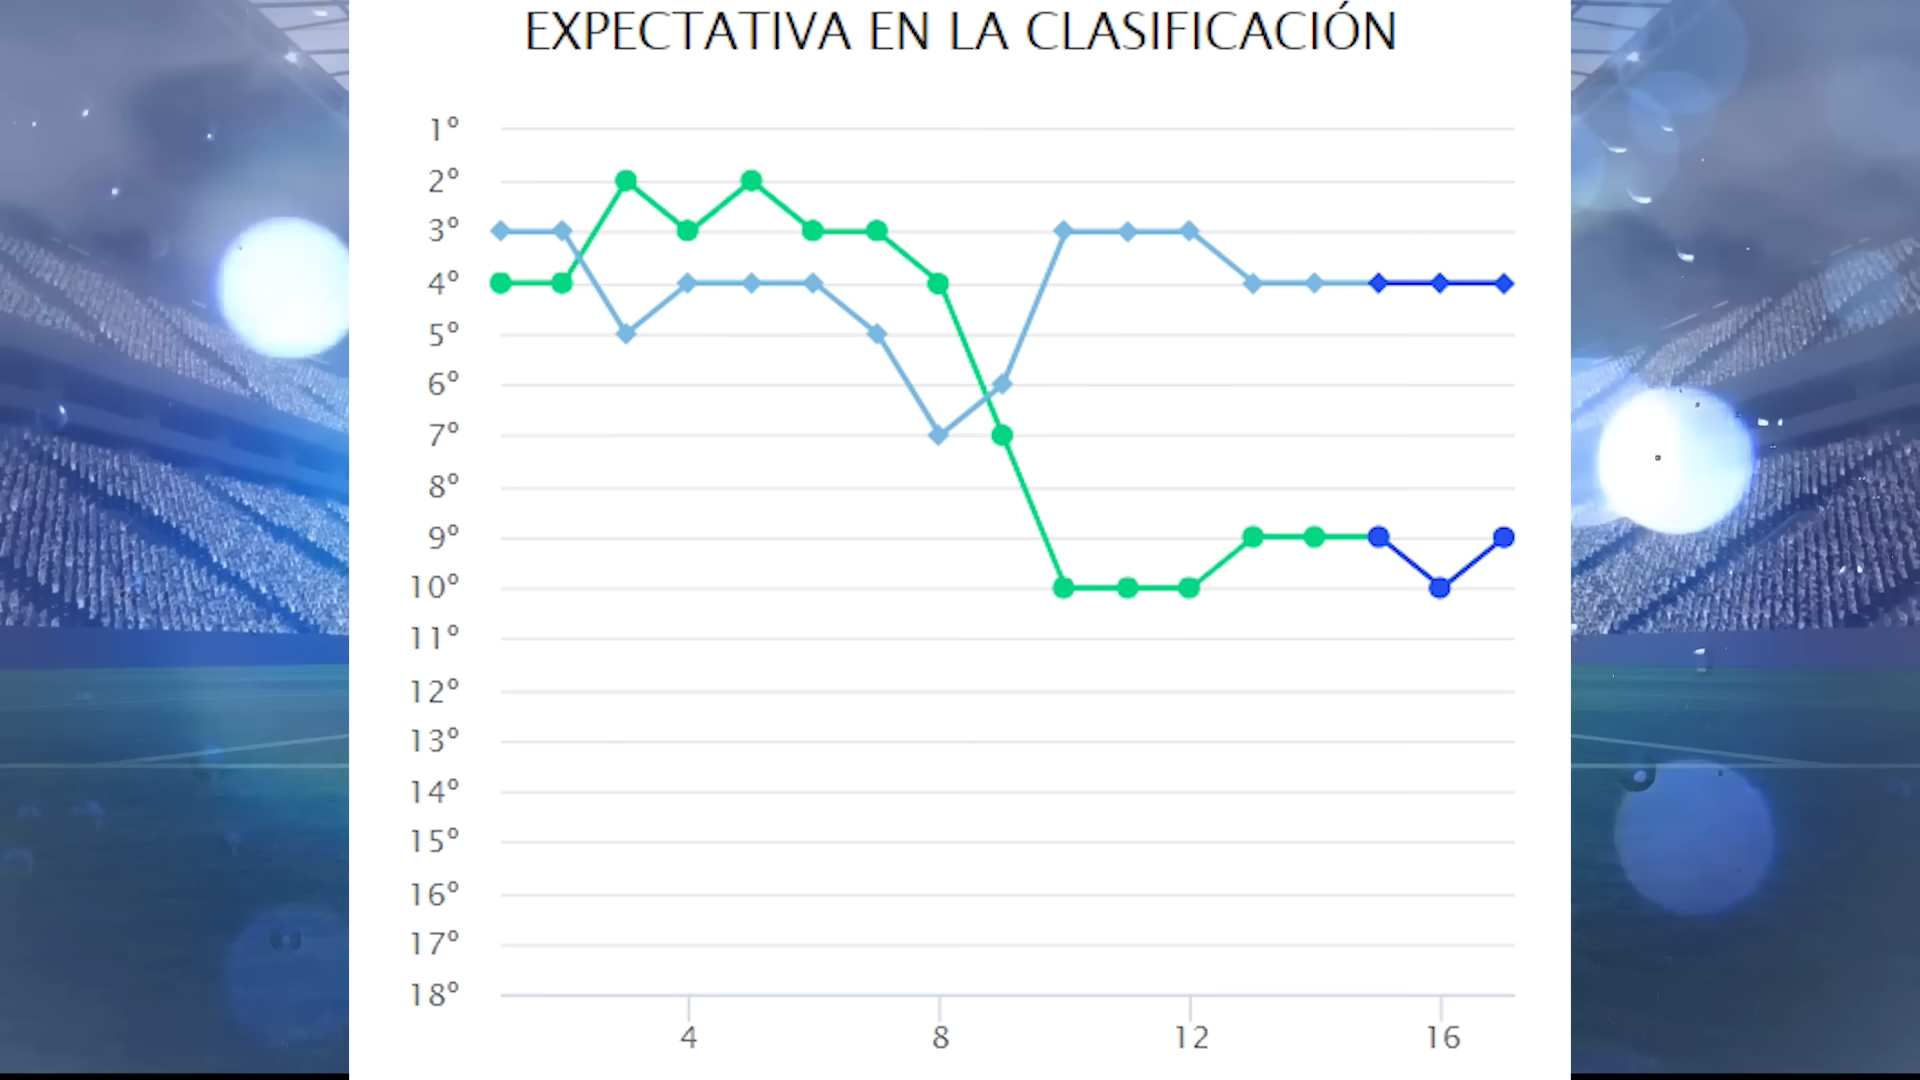 EXPECTATIVA EN LA CLASIFICACIÓN
1º
2º
3º
4º
5º
6º
7º
8º
9º
10º
11º
12º
13º
14º
15º
16º
17º
18º
4 8 12 16